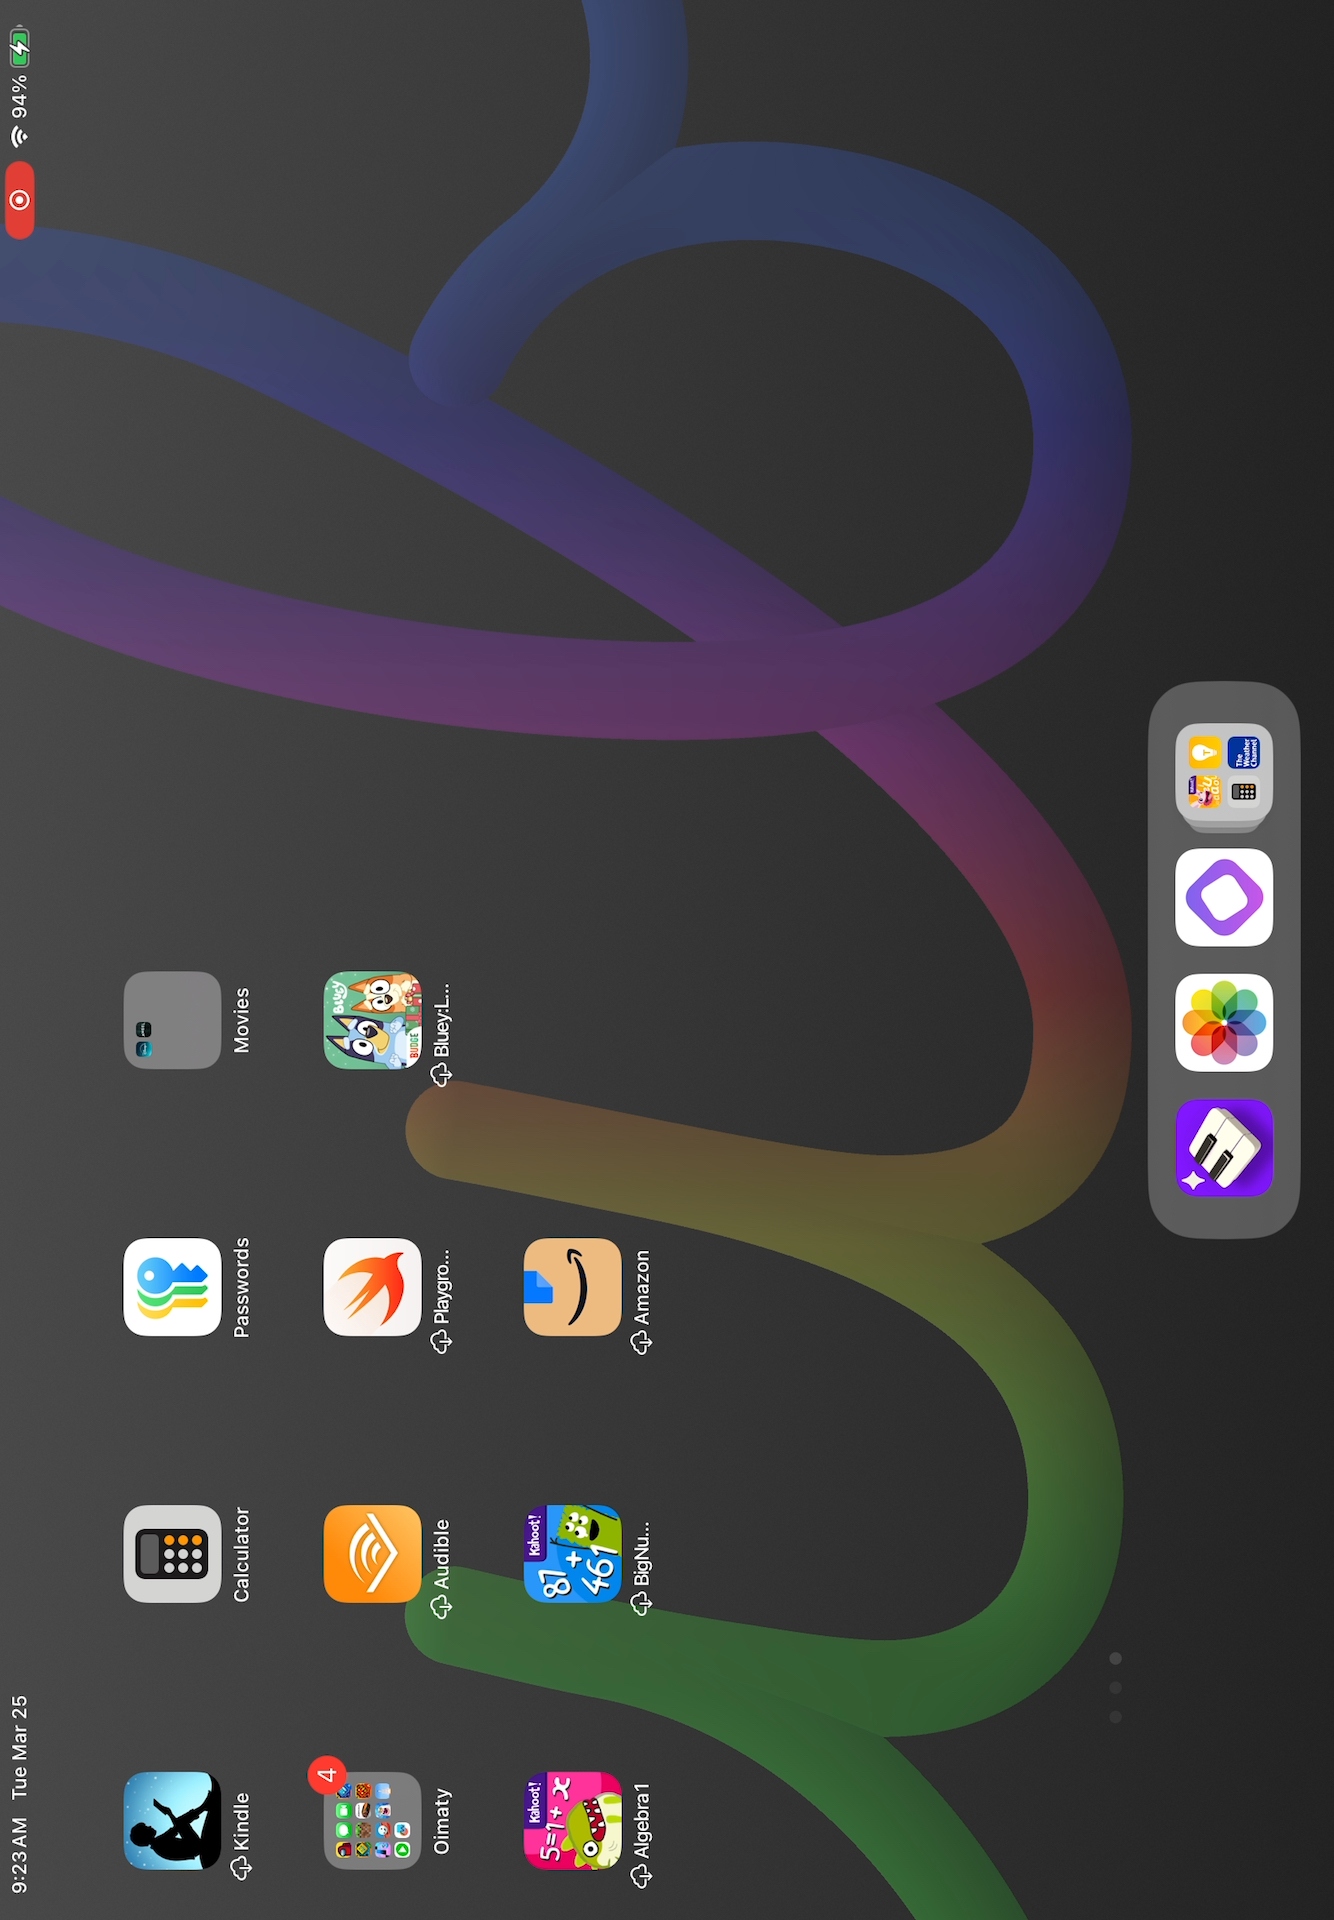 9:23 AM Tue Mar 25
94%
Kindle
Calculator
Passwords
Movies
4
Oimaty
Audible
Playgro...
Bluey:L...
BLUEY
BUDGE
Kahoot!
5=1+x
Algebra1
Kahoot!
87+
461
BigNu...
Amazon
The
Weather
Channel